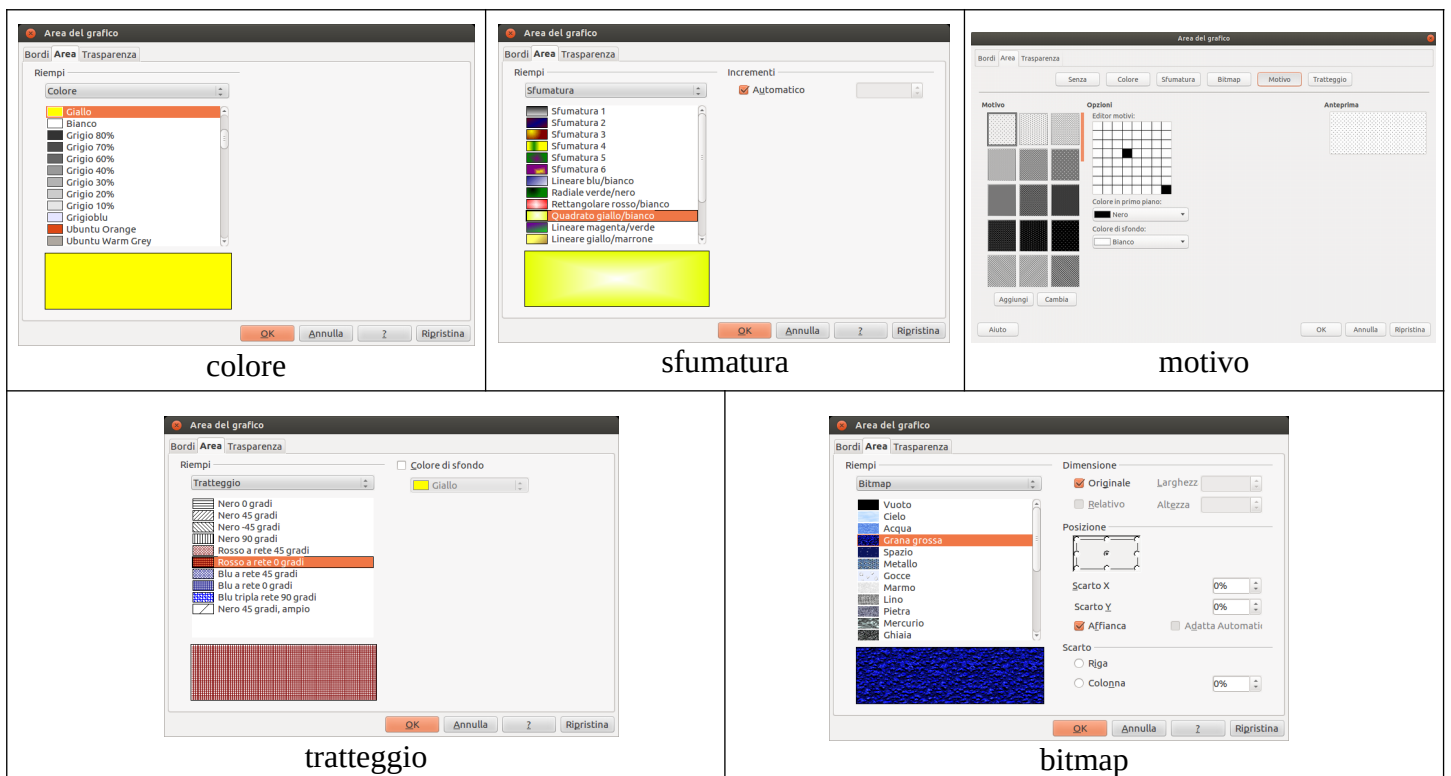 Area del grafico
Bordi Area Trasparenza
Riempi
Colore
Giallo
Bianco
Grigio 80%
Grigio 70%
Grigio 60%
Grigio 40%
Grigio 30%
Grigio 20%
Grigio 10%
Grigioblu
Ubuntu Orange
Ubuntu Warm Grey
OK Annulla ? Ripristina
colore
Area del grafico
Bordi Area Trasparenza
Riempi Incrementi
Sfumatura Automatico
Sfumatura 1
Sfumatura 2
Sfumatura 3
Sfumatura 4
Sfumatura 5
Sfumatura 6
Lineare blu/bianco
Radiale verde/nero
Rettangolare rosso/bianco
Quadrato giallo/bianco
Lineare magenta/verde
Lineare giallo/marrone
OK Annulla ? Ripristina
sfumatura
Area del grafico
Bordi Area Trasparenza
Senza Colore Sfumatura Bitmap Motivo Tratteggio
Motivo Opzioni Anteprima
Editor motivi:
Colore in primo piano:
Nero
Colore di sfondo:
Bianco
Aggiungi Cambia
Aiuto OK Annulla Ripristina
motivo
Area del grafico
Bordi Area Trasparenza
Riempi Colore di sfondo
Tratteggio Giallo
Nero 0 gradi
Nero 45 gradi
Nero -45 gradi
Nero 90 gradi
Rosso a rete 45 gradi
Rosso a rete 0 gradi
Blu a rete 45 gradi
Blu a rete 0 gradi
Blu tripla rete 90 gradi
Nero 45 gradi, ampio
OK Annulla ? Ripristina
tratteggio
Area del grafico
Bordi Area Trasparenza
Riempi
Bitmap
Vuoto
Cielo
Acqua
Grana grossa
Spazio
Metallo
Gocce
Marmo
Lino
Pietra
Mercurio
Ghiaia
Dimensione
Originale Larghezz
Relativo Altezza
Posizione
Scarto X 0%
Scarto Y 0%
Affianca Adatta Automatic
Scarto
Riga
Colonna 0%
OK Annulla ? Ripristina
bitmap